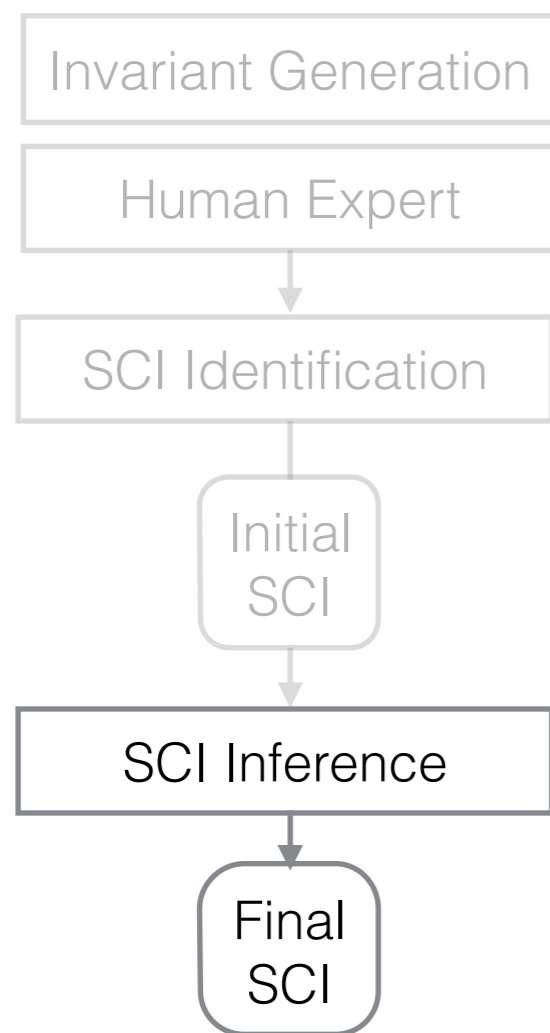 Invariant Generation
Human Expert
SCI Identification
Initial
SCI
SCI Inference
Final
SCI